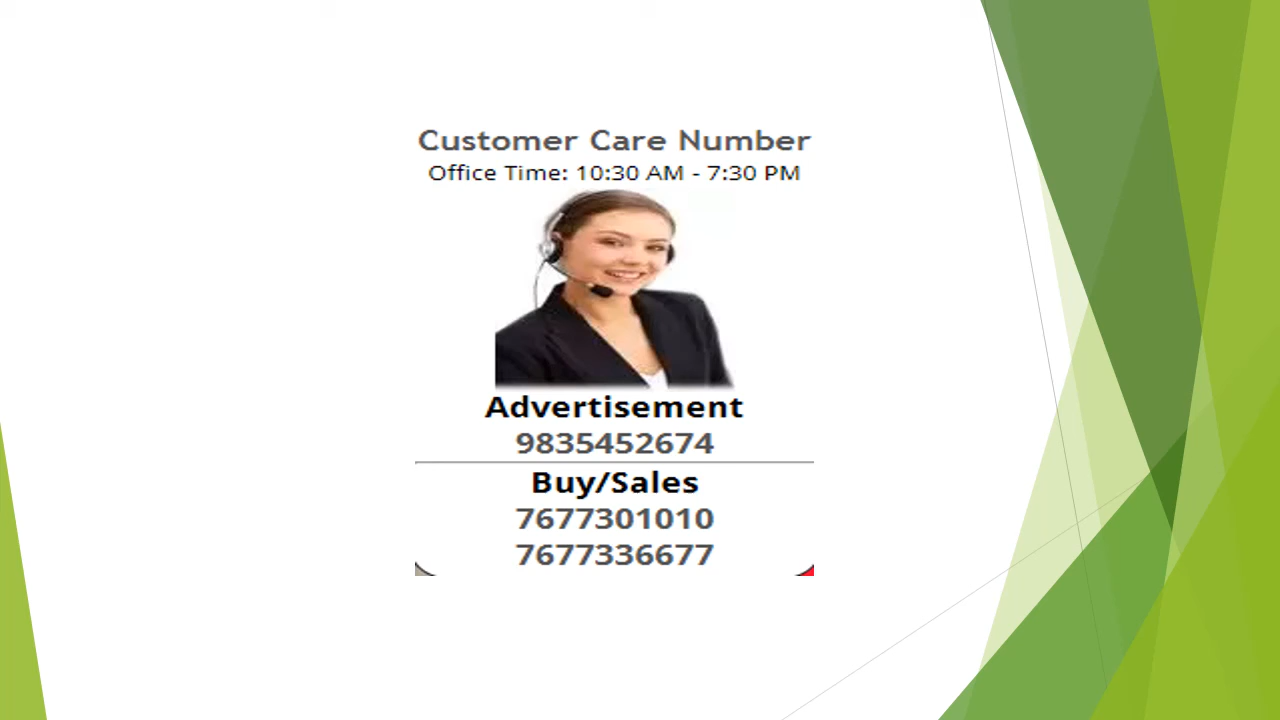 Customer Care Number
Office Time: 10:30 AM - 7:30 PM
Advertisement
9835452674
Buy/Sales
7677301010
7677336677